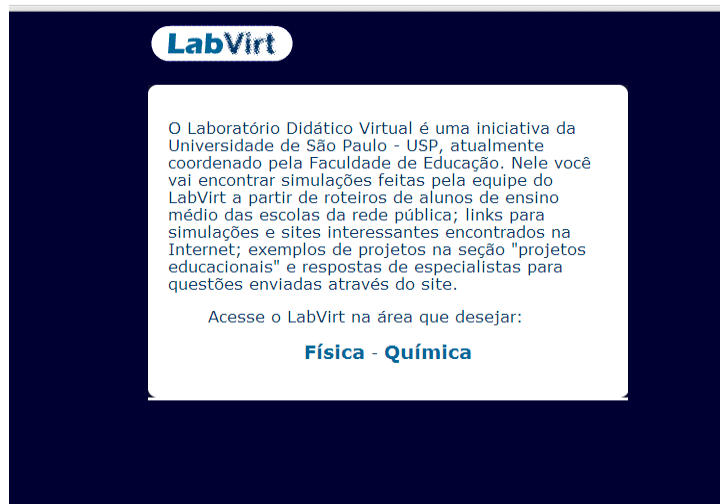 LabVirt
O Laboratório Didático Virtual é uma iniciativa da
Universidade de São Paulo - USP, atualmente
coordenado pela Faculdade de Educação. Nele você
vai encontrar simulações feitas pela equipe do
LabVirt a partir de roteiros de alunos de ensino
médio das escolas da rede pública; links para
simulações e sites interessantes encontrados na
Internet; exemplos de projetos na seção "projetos
educacionais" e respostas de especialistas para
questões enviadas através do site.
Acesse o LabVirt na área que desejar:
Física - Química